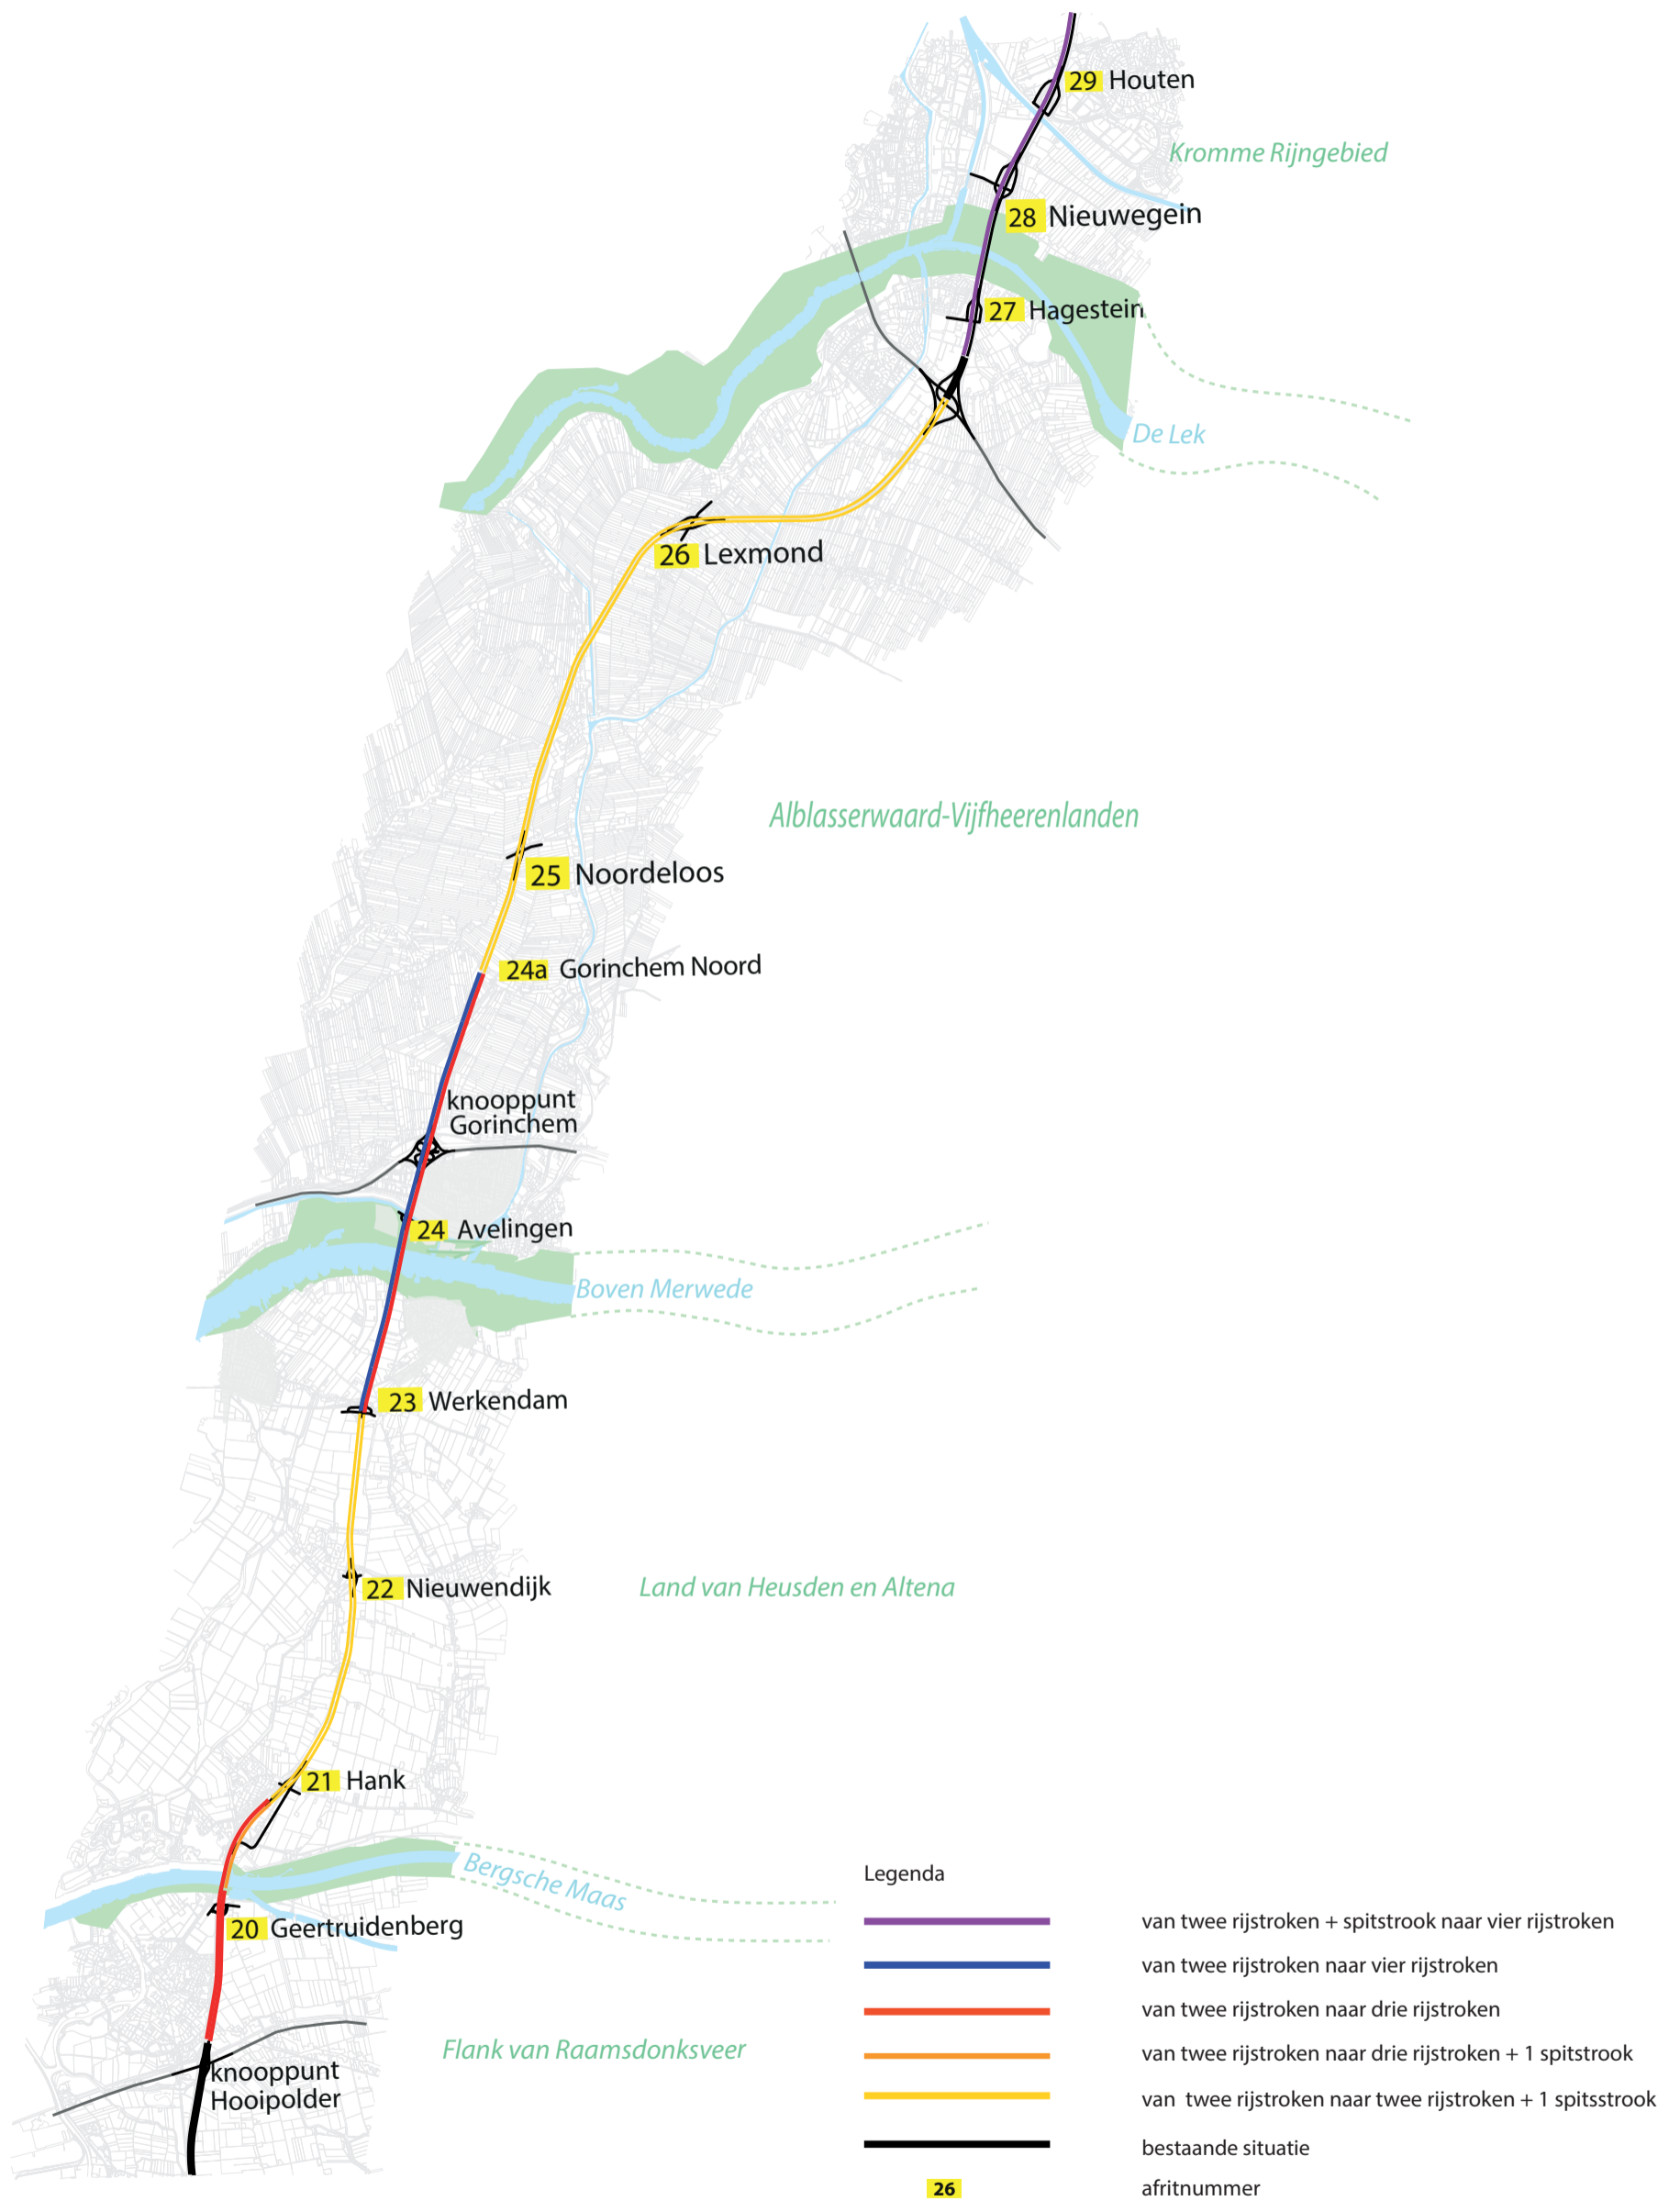 29 Houten
Kromme Rijngebied
28 Nieuwegein
27 Hagestein
De Lek
26 Lexmond
Alblasserwaard-Vijfheerenlanden
25 Noordeloos
24a Gorinchem Noord
knooppunt
Gorinchem
24 Avelingen
Boven Merwede
23 Werkendam
22 Nieuwendijk
Land van Heusden en Altena
21 Hank
Bergsche Maas
20 Geertruidenberg
Flank van Raamsdonksveer
knooppunt
Hooipolder
Legenda
van twee rijstroken + spitstrook naar vier rijstroken
van twee rijstroken naar vier rijstroken
van twee rijstroken naar drie rijstroken
van twee rijstroken naar drie rijstroken + 1 spitstrook
van twee rijstroken naar twee rijstroken + 1 spitsstrook
bestaande situatie
26 afritnummer